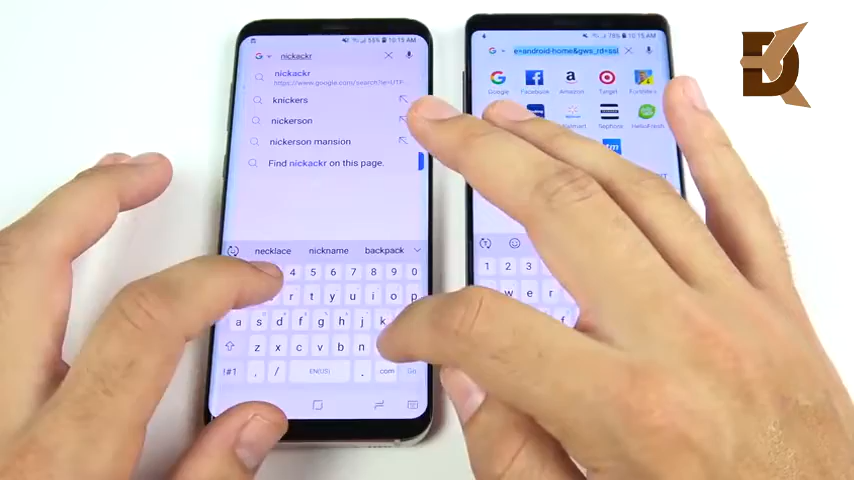 10:15 AM
nickackr
nickackr
https://www.google.com/search?ie=UTF-
knickers
nickerson
nickerson mansion
Find nickackr on this page.
necklace nickname backpack
4 5 6 7 8 9 0
r t y u i o p
a s d f g h j k
z x c v b n
!#1 , / EN(US) . .com Go
10:15 AM
e=android-home&gws_rd=ssl
Google Facebook Amazon Target
Sephora HelloFresh
1 2 3
w e r
D